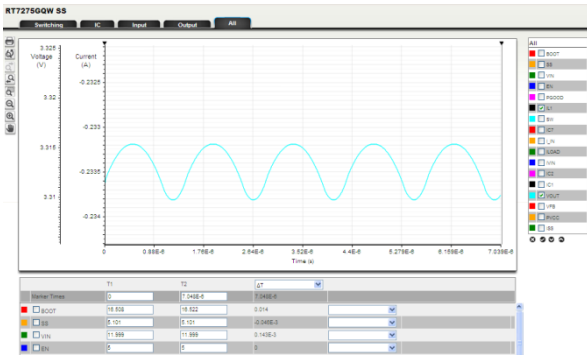 RT7275GQW SS
Switching IC Input Output All
Voltage (V)
Current (A)
3.325
3.32
3.315
3.31
-0.2325
-0.233
-0.2335
-0.234
0 0.88E-6 1.76E-6 2.64E-6 3.52E-6 4.4E-6 5.279E-6 6.159E-6 7.039E-6
Time (s)
All
BOOT
SS
VIN
EN
PGOOD
IL1
SW
IC7
I_IN
ILOAD
IVIN
IC2
IC1
VOUT
VFB
PVCC
ISS
T1 T2 ΔT
Marker Times 0 7.048E-6 7.048E-6
BOOT 16.508 16.522 0.014
SS 5.101 5.101 -0.046E-3
VIN 11.999 11.999 0.143E-3
EN 5 5 0